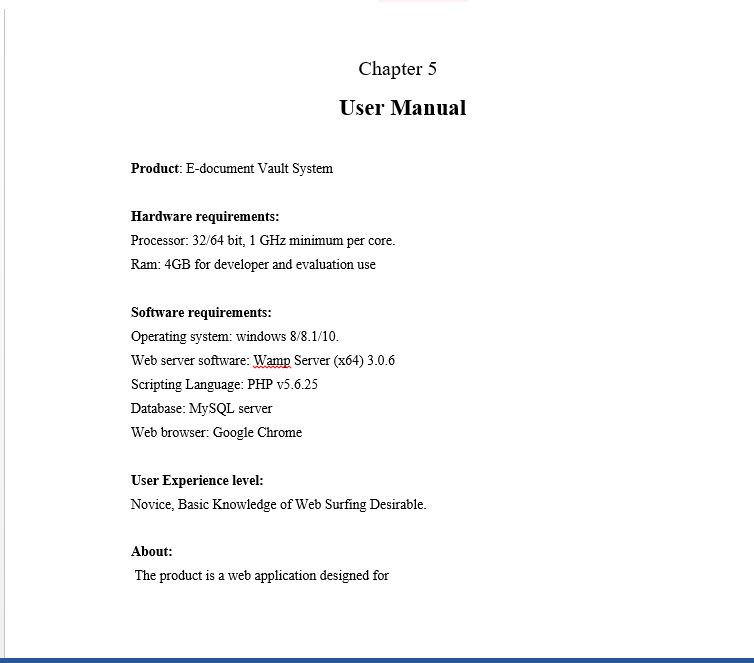 Chapter 5
User Manual
Product: E-document Vault System
Hardware requirements:
Processor: 32/64 bit, 1 GHz minimum per core.
Ram: 4GB for developer and evaluation use
Software requirements:
Operating system: windows 8/8.1/10.
Web server software: Wamp Server (x64) 3.0.6
Scripting Language: PHP v5.6.25
Database: MySQL server
Web browser: Google Chrome
User Experience level:
Novice, Basic Knowledge of Web Surfing Desirable.
About:
The product is a web application designed for